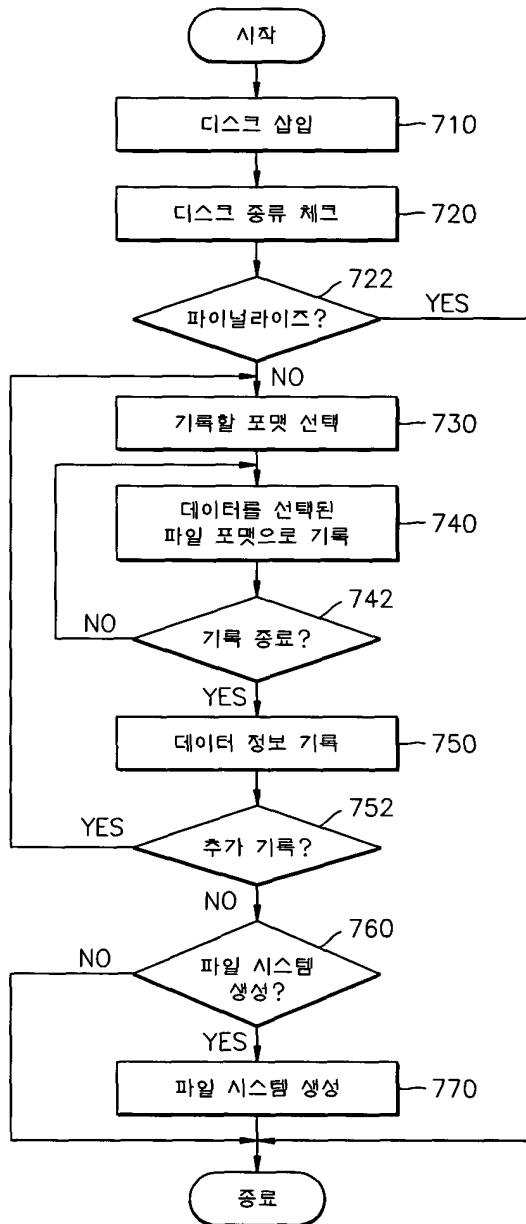 시작
디스크 삽입
710
디스크 종류 체크
720
722
파이널라이즈?
YES
NO
기록할 포맷 선택
730
데이터를 선택된
파일 포맷으로 기록
740
742
NO
기록 종료?
YES
데이터 정보 기록
750
752
YES
추가 기록?
NO
760
NO
파일 시스템
생성?
YES
파일 시스템 생성
770
종료